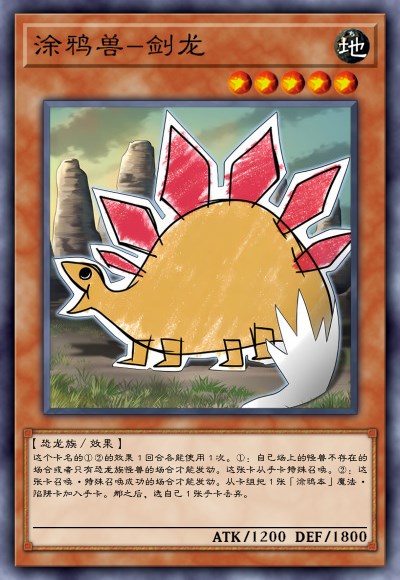 涂鸦兽-剑龙
地
【恐龙族/效果】
这个卡名的①②的效果1回合各能使用1次。①：自己场上的怪兽不存在的
场合或者只有恐龙族怪兽的场合才能发动。这张卡从手卡特殊召唤。②：这
张卡召唤·特殊召唤成功的场合才能发动。从卡组把1张「涂鸦本」魔法·
陷阱卡加入手卡。那之后，选自己1张手卡丢弃。
ATK/1200 DEF/1800